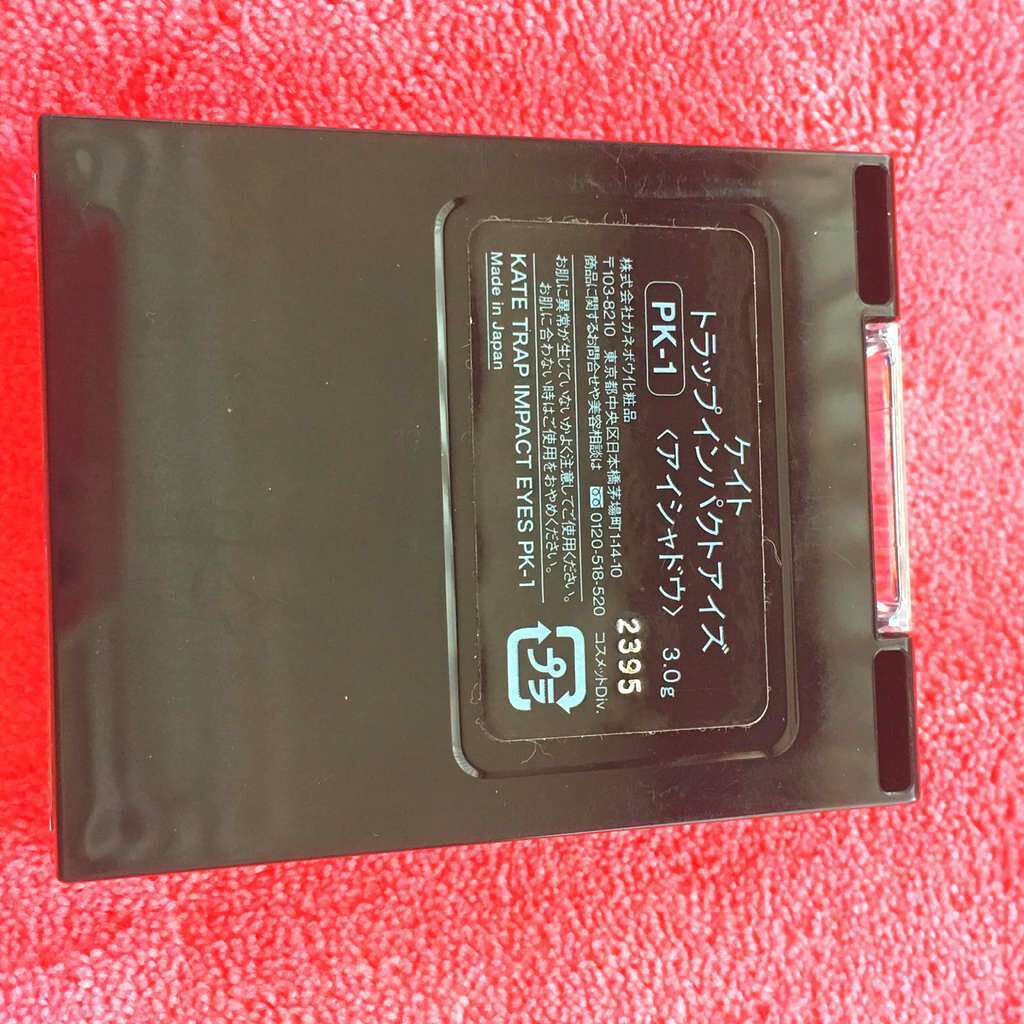 ケイト
トラップインパクトアイズ
PK-1 〈アイシャドウ〉 3.0g
2395
株式会社カネボウ化粧品
〒103-8210 東京都中央区日本橋茅場町1-14-10
商品に関するお問合せや美容相談は 0120-518-520 コスメットDiv.
お肌に異常が生じていないかよく注意してご使用ください。
お肌に合わない時はご使用をおやめください。
KATE TRAP IMPACT EYES PK-1
Made in Japan
プラ